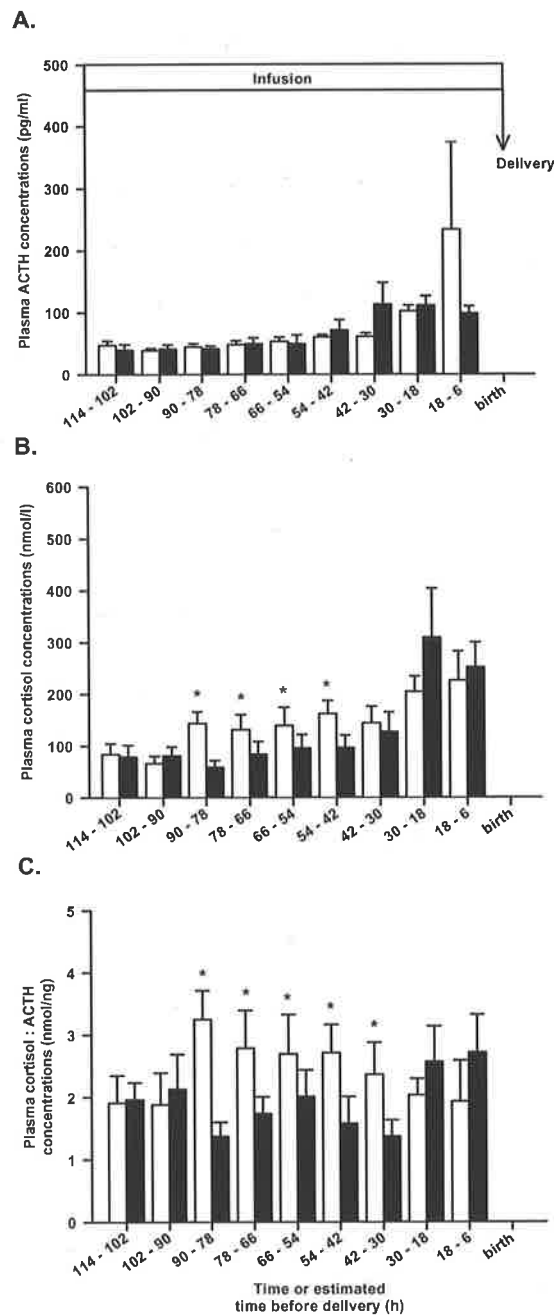 A.
500
400
300
200
100
0
Plasma ACTH concentrations (pg/ml)
Infusion
Delivery
114 - 102
102 - 90
90 - 78
78 - 66
66 - 54
54 - 42
42 - 30
30 - 18
18 - 6
birth
B.
600
500
400
300
200
100
0
Plasma cortisol concentrations (nmol/l)
*
*
*
*
114 - 102
102 - 90
90 - 78
78 - 66
66 - 54
54 - 42
42 - 30
30 - 18
18 - 6
birth
C.
5
4
3
2
1
0
Plasma cortisol : ACTH
concentrations (nmol/ng)
*
*
*
*
*
114 - 102
102 - 90
90 - 78
78 - 66
66 - 54
54 - 42
42 - 30
30 - 18
18 - 6
birth
Time or estimated
time before delivery (h)